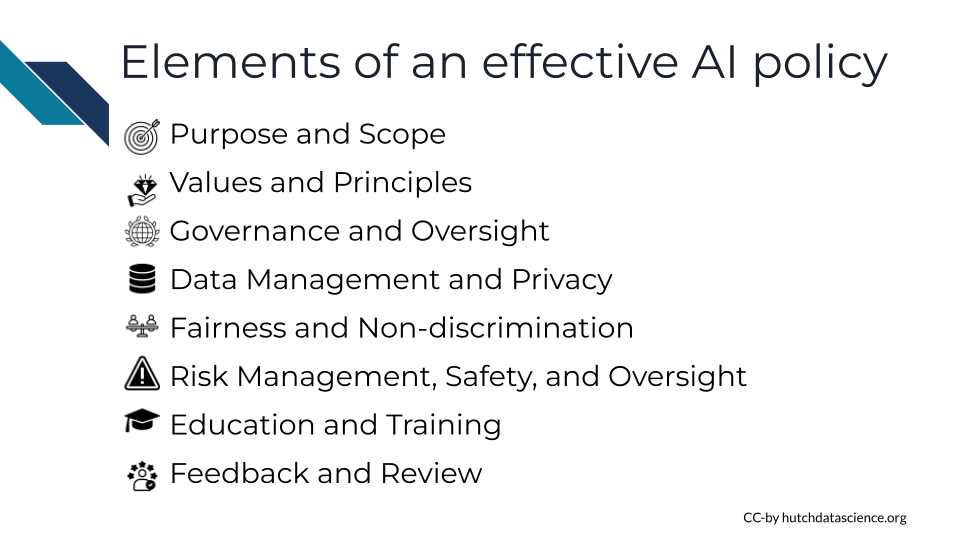 Elements of an effective AI policy
Purpose and Scope
Values and Principles
Governance and Oversight
Data Management and Privacy
Fairness and Non-discrimination
Risk Management, Safety, and Oversight
Education and Training
Feedback and Review
CC-by hutchdatascience.org